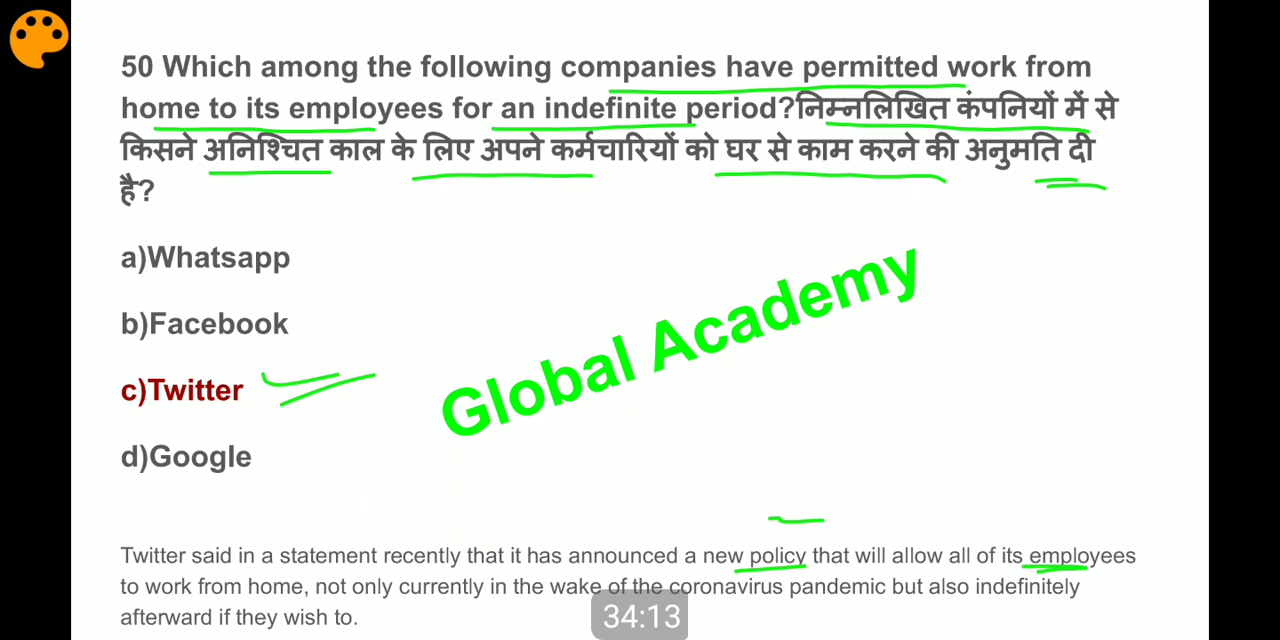 50 Which among the following companies have permitted work from
home to its employees for an indefinite period?निम्नलिखित कंपनियों में से
किसने अनिश्चित काल के लिए अपने कर्मचारियों को घर से काम करने की अनुमति दी
है?
a)Whatsapp
b)Facebook
c)Twitter
d)Google
Global Academy
Twitter said in a statement recently that it has announced a new policy that will allow all of its employees
to work from home, not only currently in the wake of the coronavirus pandemic but also indefinitely
afterward if they wish to.
34:13